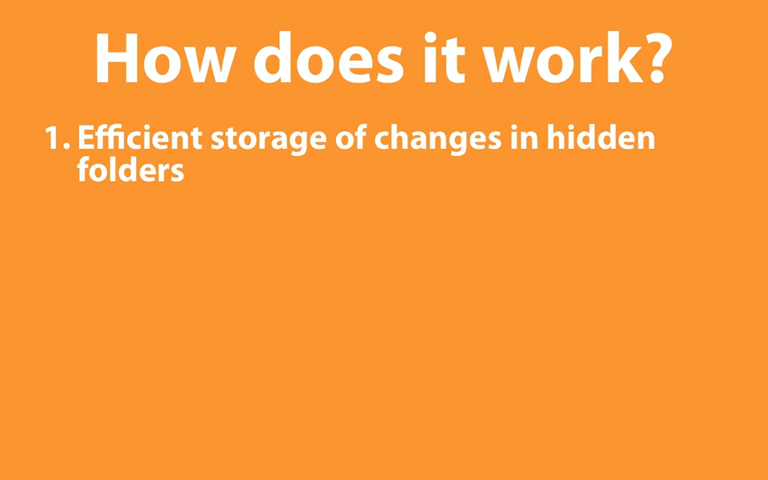 How does it work?
1. Efficient storage of changes in hidden
folders